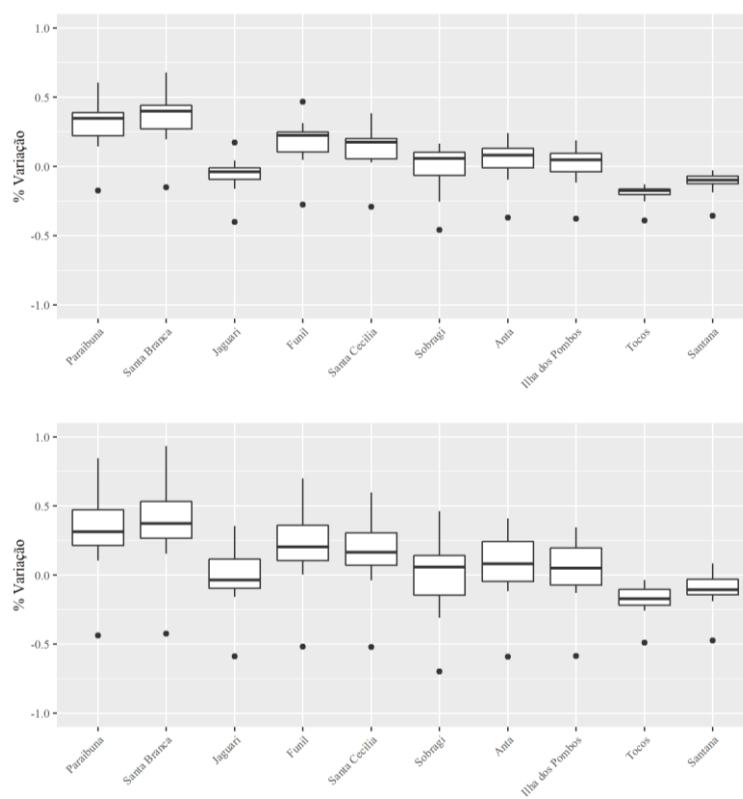 1.0
0.5
% Variação
0.0
-0.5
-1.0
Paraibuna
Santa Branca
Jaguari
Funil
Santa Cecília
Sobragi
Anta
Ilha dos Pombos
Tocos
Santana
1.0
0.5
% Variação
0.0
-0.5
-1.0
Paraibuna
Santa Branca
Jaguari
Funil
Santa Cecília
Sobragi
Anta
Ilha dos Pombos
Tocos
Santana